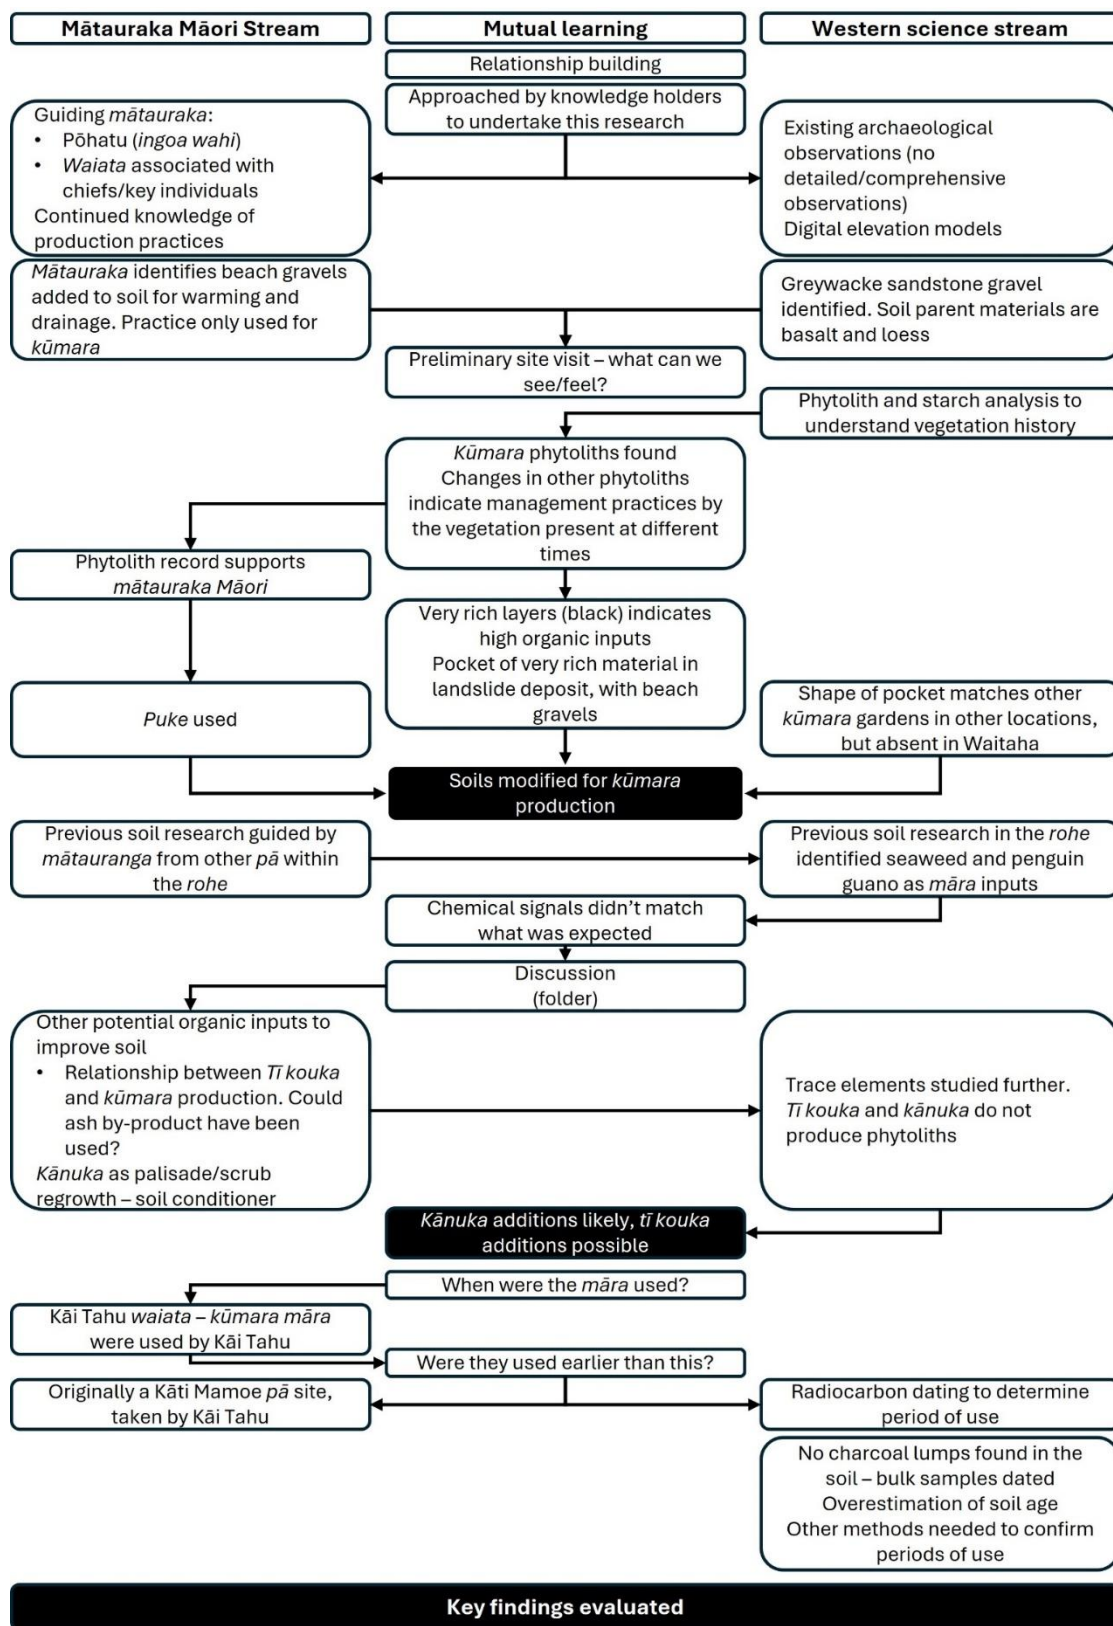 Mātauraka Māori Stream
Mutual learning
Western science stream
Relationship building
Approached by knowledge holders
to undertake this research
Guiding mātauraka:
• Pōhatu (ingoa wahi)
• Waiata associated with
chiefs/key individuals
Continued knowledge of
production practices
Existing archaeological
observations (no
detailed/comprehensive
observations)
Digital elevation models
Mātauraka identifies beach gravels
added to soil for warming and
drainage. Practice only used for
kūmara
Greywacke sandstone gravel
identified. Soil parent materials are
basalt and loess
Preliminary site visit – what can we
see/feel?
Phytolith and starch analysis to
understand vegetation history
Kūmara phytoliths found
Changes in other phytoliths
indicate management practices by
the vegetation present at different
times
Phytolith record supports
mātauraka Māori
Very rich layers (black) indicates
high organic inputs
Pocket of very rich material in
landslide deposit, with beach
gravels
Puke used
Shape of pocket matches other
kūmara gardens in other locations,
but absent in Waitaha
Soils modified for kūmara
production
Previous soil research guided by
mātauranga from other pā within
the rohe
Previous soil research in the rohe
identified seaweed and penguin
guano as māra inputs
Chemical signals didn’t match
what was expected
Discussion
(folder)
Other potential organic inputs to
improve soil
• Relationship between Tī kouka
and kūmara production. Could
ash by-product have been
used?
Kānuka as palisade/scrub
regrowth – soil conditioner
Trace elements studied further.
Tī kouka and kānuka do not
produce phytoliths
Kānuka additions likely, tī kouka
additions possible
When were the māra used?
Kāi Tahu waiata – kūmara māra
were used by Kāi Tahu
Were they used earlier than this?
Originally a Kāti Mamoe pā site,
taken by Kāi Tahu
Radiocarbon dating to determine
period of use
No charcoal lumps found in the
soil – bulk samples dated
Overestimation of soil age
Other methods needed to confirm
periods of use
Key findings evaluated